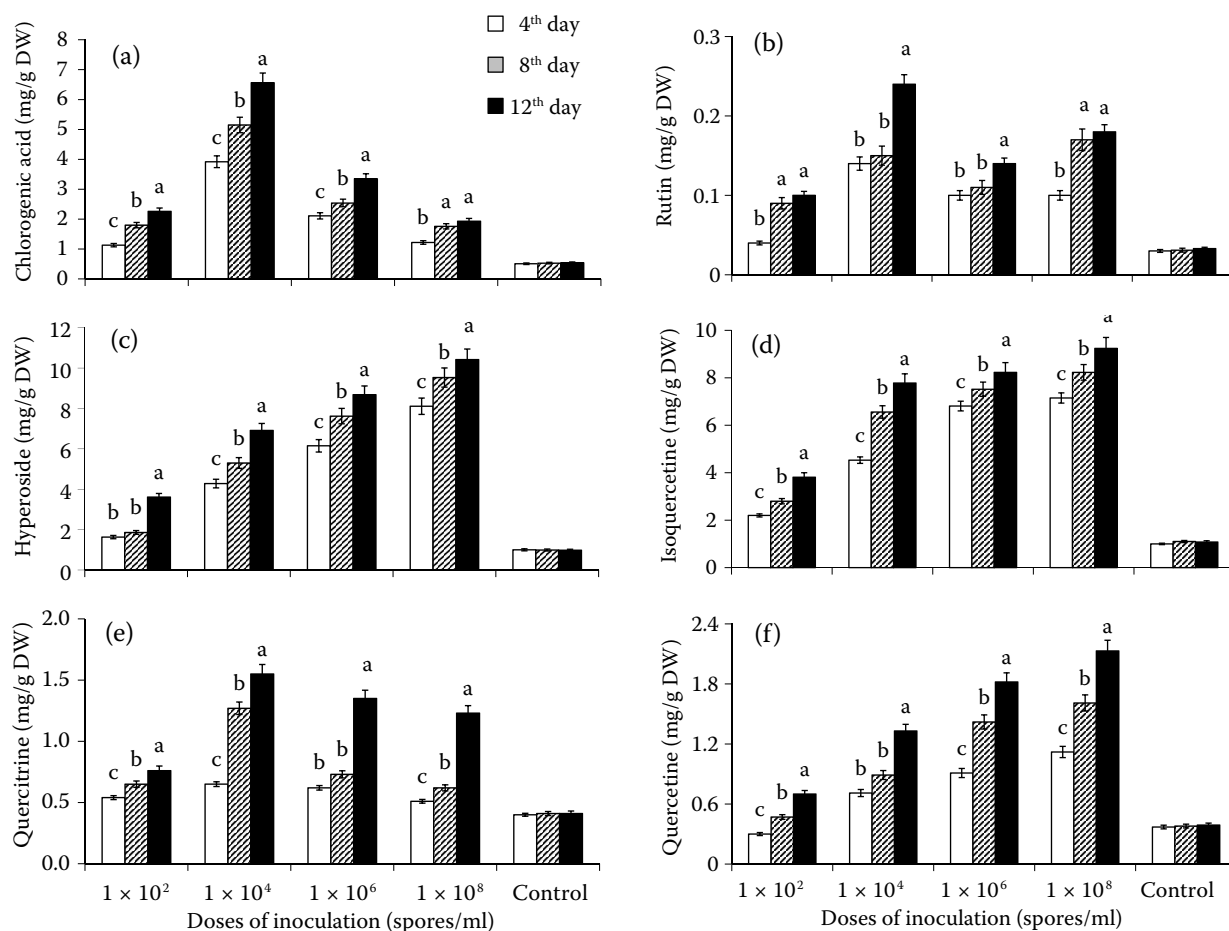 4th day
8th day
12th day
(a)
Chlorogenic acid (mg/g DW)
8
7
6
5
4
3
2
1
0
c b a
c b a
c b a
b a a
(b)
Rutin (mg/g DW)
0.3
0.2
0.1
0
b a a
b b a
b b a
b a a
(c)
Hyperoside (mg/g DW)
12
10
8
6
4
2
0
b b a
c b a
c b a
c b a
(d)
Isoquercetine (mg/g DW)
10
8
6
4
2
0
c b a
c b a
c b a
c b a
(e)
Quercitrine (mg/g DW)
2.0
1.5
1.0
0.5
0.0
c b a
c b a
b b a
c b a
1 × 10² 1 × 10⁴ 1 × 10⁶ 1 × 10⁸ Control
Doses of inoculation (spores/ml)
(f)
Quercetine (mg/g DW)
2.4
1.8
1.2
0.6
0
c b a
b b a
c b a
c b a
1 × 10² 1 × 10⁴ 1 × 10⁶ 1 × 10⁸ Control
Doses of inoculation (spores/ml)